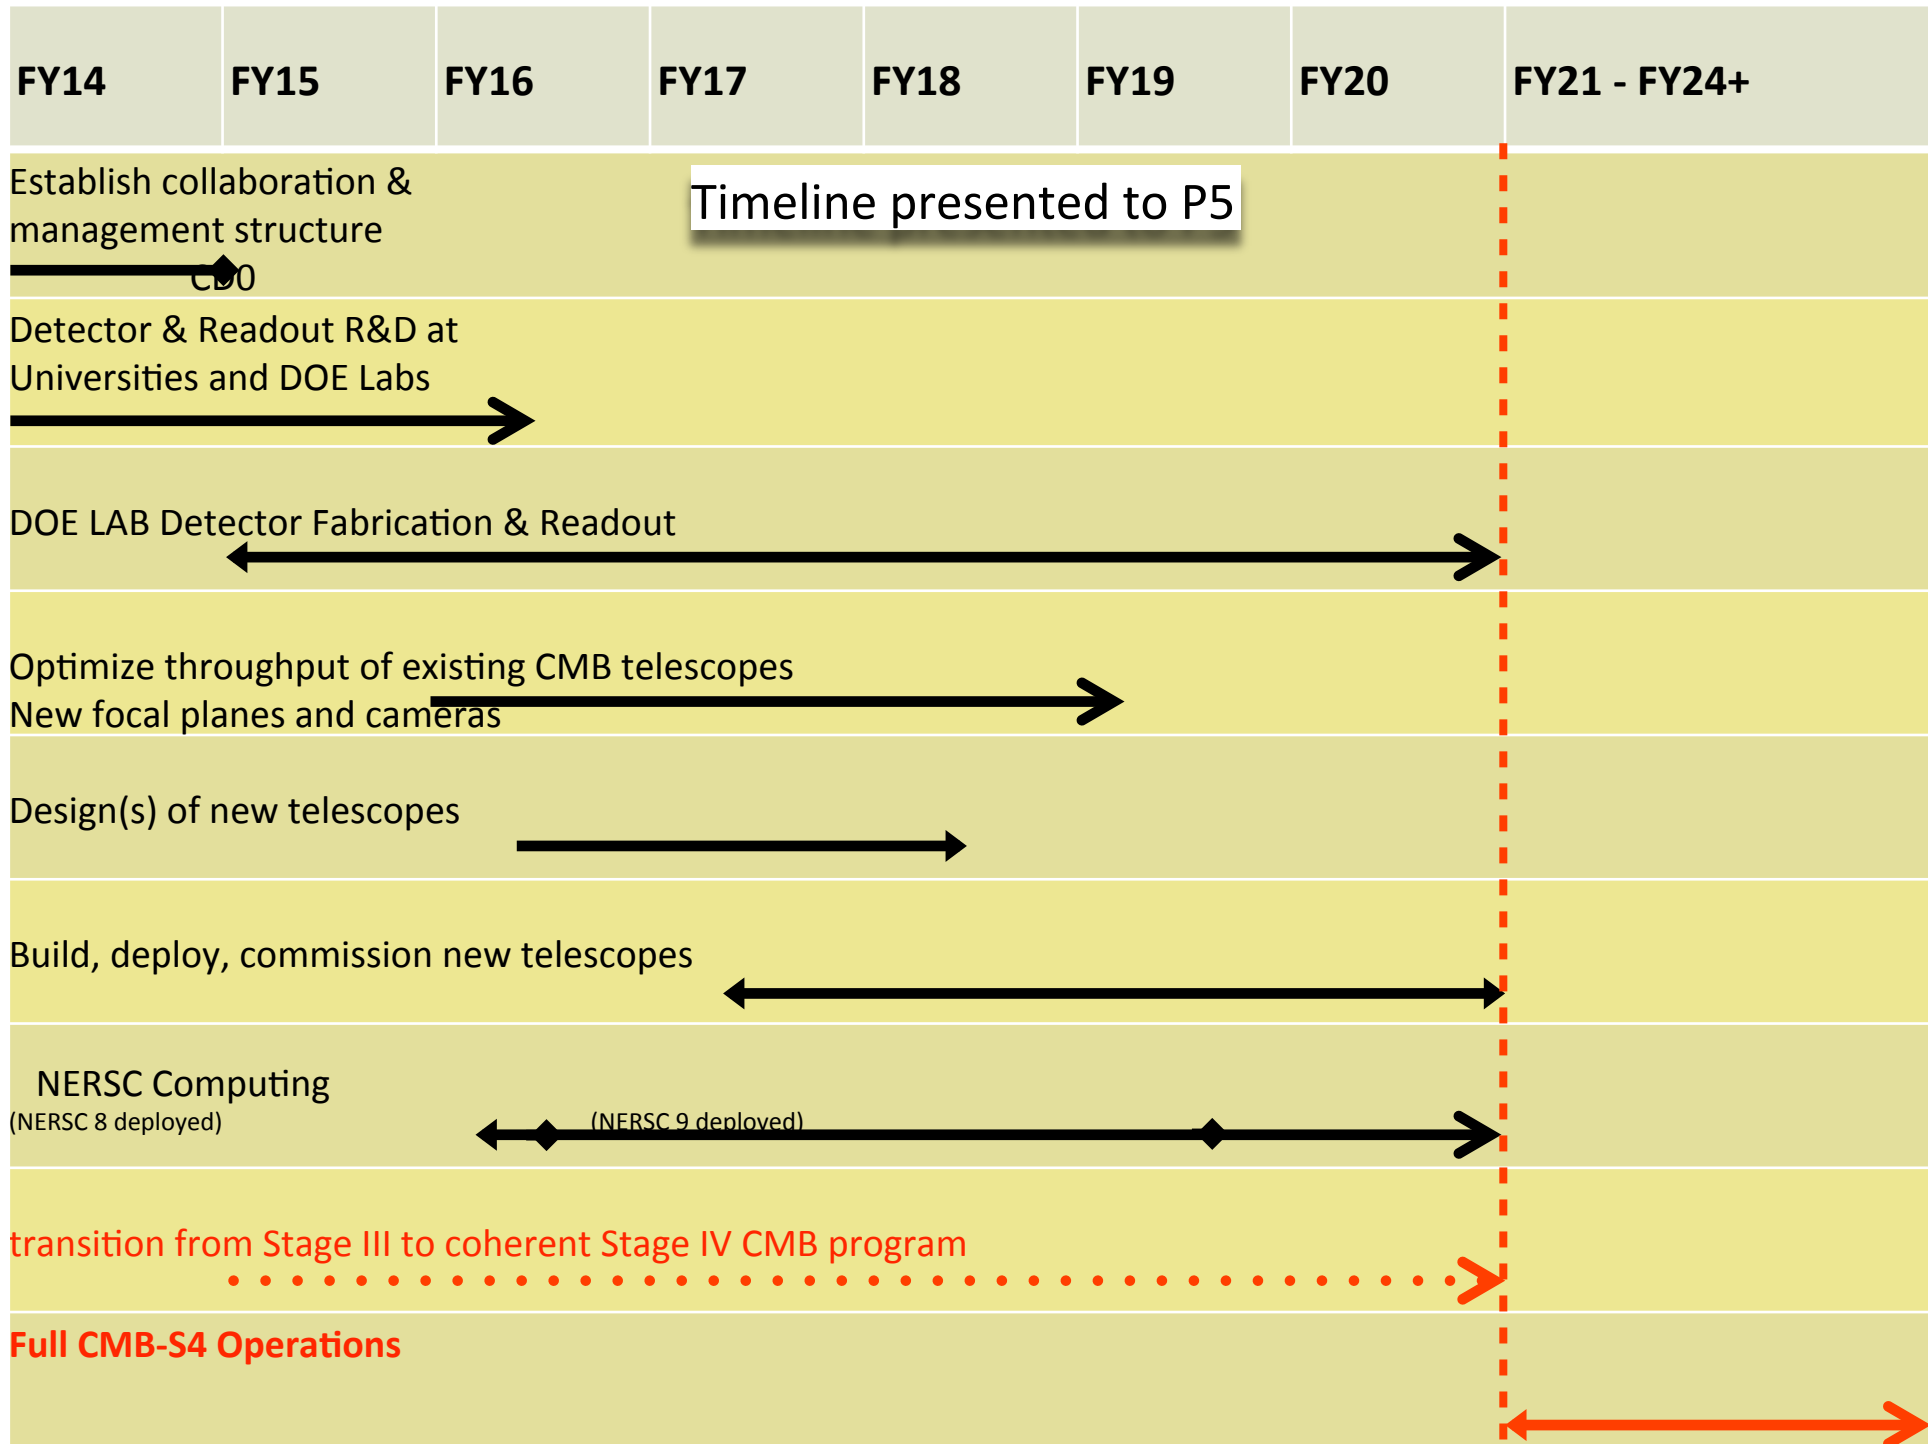 FY14 FY15 FY16 FY17 FY18 FY19 FY20 FY21 - FY24+
Establish collaboration &
management structure
CD0
Timeline presented to P5
Detector & Readout R&D at
Universities and DOE Labs
DOE LAB Detector Fabrication & Readout
Optimize throughput of existing CMB telescopes
New focal planes and cameras
Design(s) of new telescopes
Build, deploy, commission new telescopes
NERSC Computing
(NERSC 8 deployed) (NERSC 9 deployed)
transition from Stage III to coherent Stage IV CMB program
Full CMB-S4 Operations